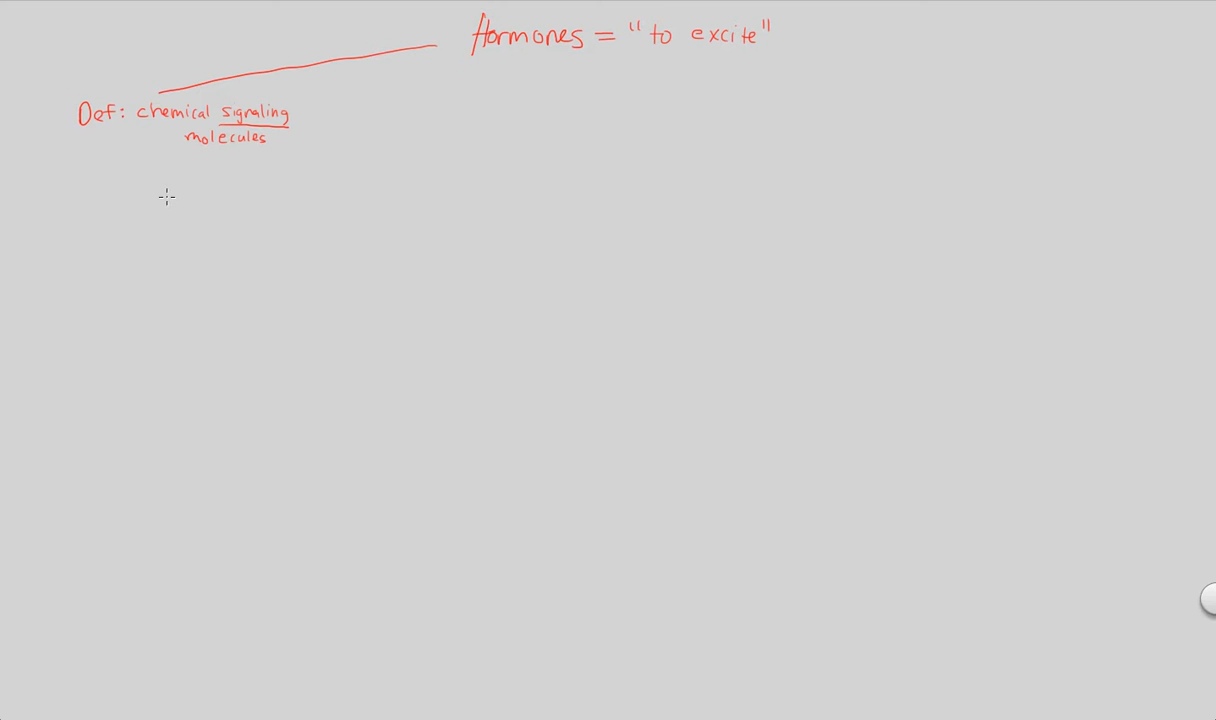 Hormones = "to excite"
Def: chemical signaling
molecules